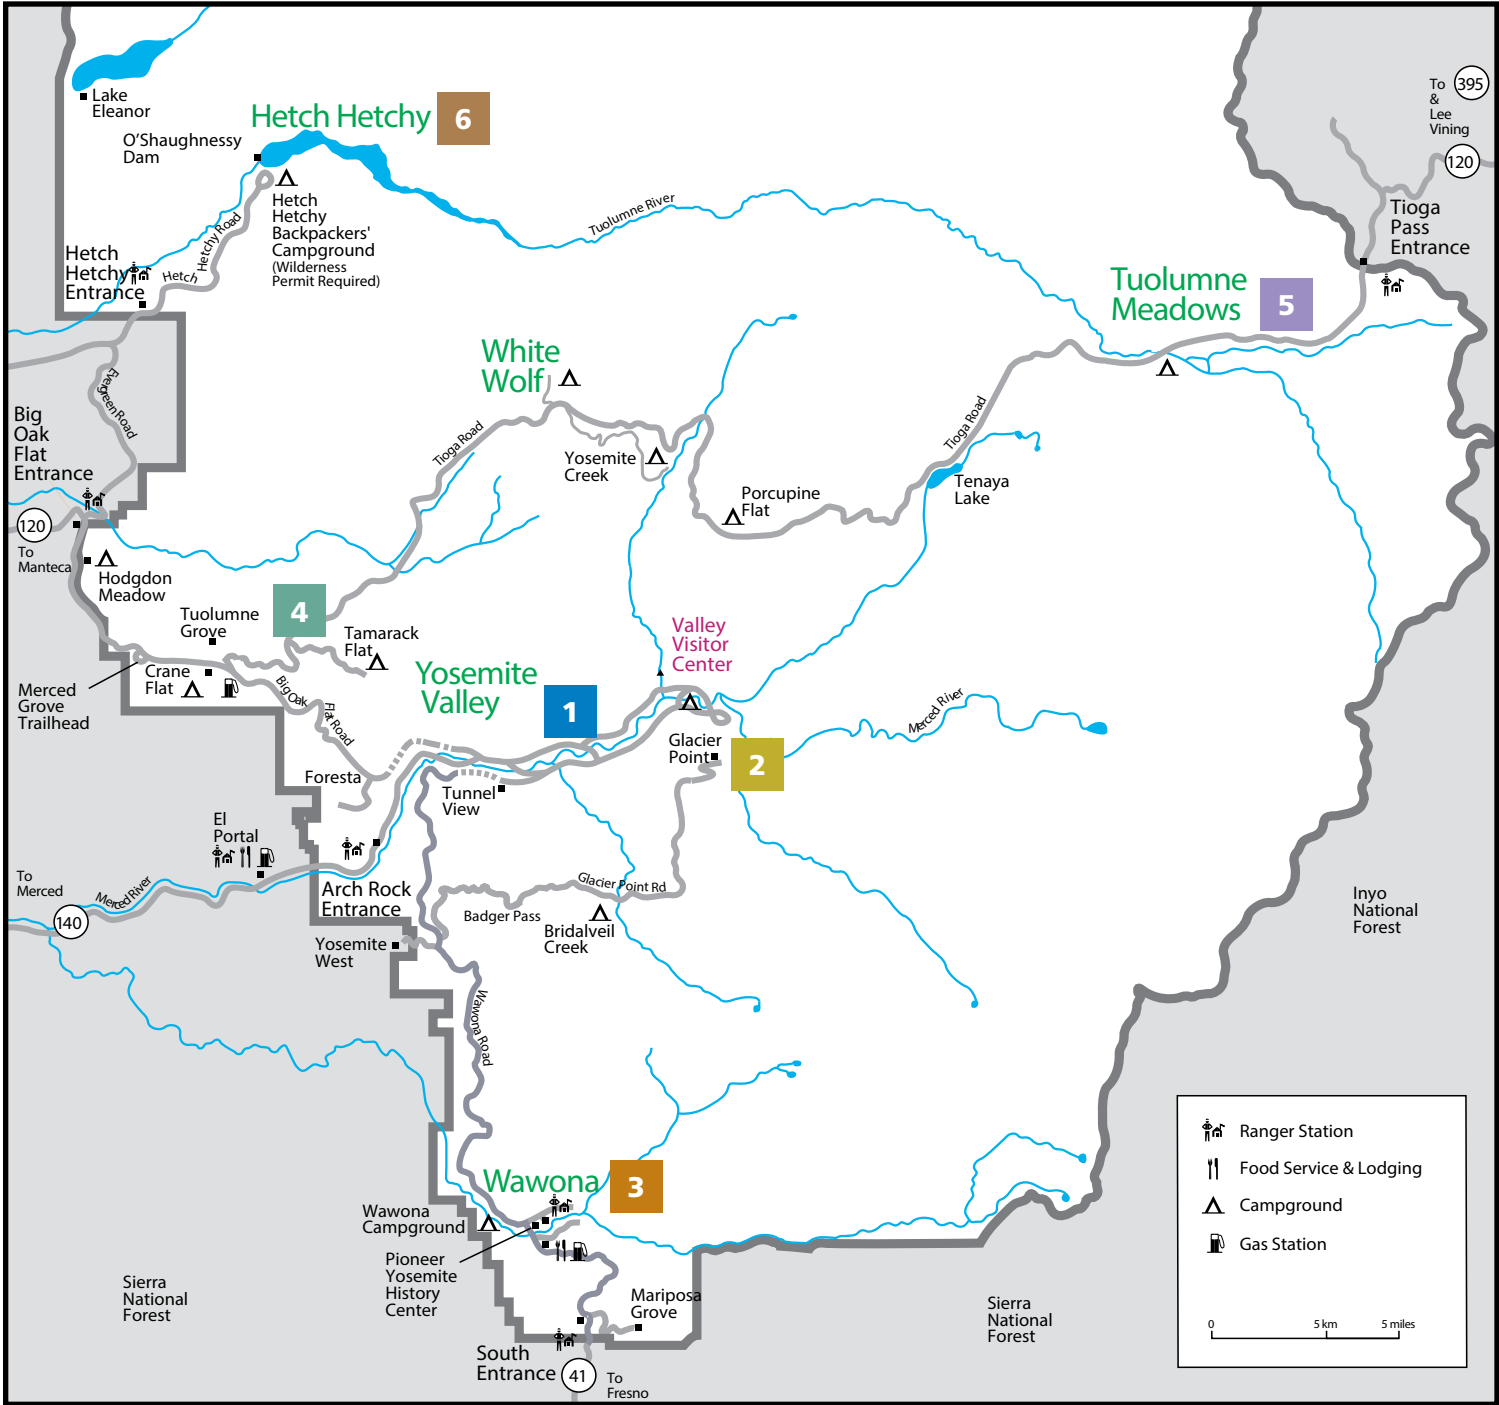 Lake
Eleanor
O'Shaughnessy
Dam
Hetch Hetchy
6
To
395
&
Lee
Vining
120
Tioga
Pass
Entrance
Hetch
Hetchy
Backpackers'
Campground
(Wilderness
Permit Required)
Tuolumne River
Hetch
Hetchy
Entrance
Hetch Hetchy Road
Tuolumne
Meadows
5
White
Wolf
Evergreen Road
Big
Oak
Flat
Entrance
Tioga Road
Tioga Road
Yosemite
Creek
Porcupine
Flat
Tenaya
Lake
120
To
Manteca
Hodgdon
Meadow
Tuolumne
Grove
4
Tamarack
Flat
Valley
Visitor
Center
Crane
Flat
Merced
Grove
Trailhead
Big Oak Flat Road
Yosemite
Valley
1
Merced River
Glacier
Point
2
Foresta
Tunnel
View
El
Portal
To
Merced
Merced River
140
Arch Rock
Entrance
Glacier Point Rd
Badger Pass
Bridalveil
Creek
Yosemite
West
Inyo
National
Forest
Wawona Road
Wawona
3
Wawona
Campground
Pioneer
Yosemite
History
Center
Mariposa
Grove
South
Entrance
41
To
Fresno
Sierra
National
Forest
Sierra
National
Forest
Ranger Station
Food Service & Lodging
Campground
Gas Station
0
5 km
5 miles